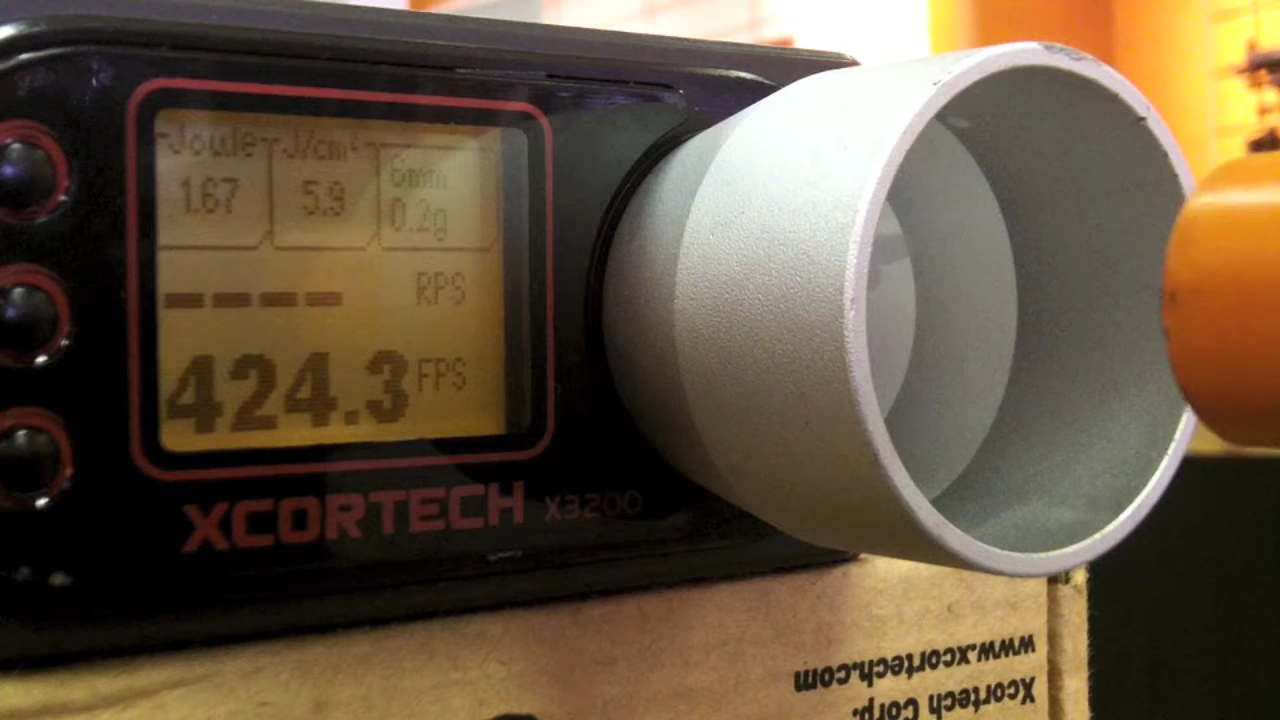 Joule J/cm²
1.67 5.9 6mm
0.2g
---- RPS
424.3 FPS
XCORTECH X3200
www.xcortech.com
Xcortech Corp.